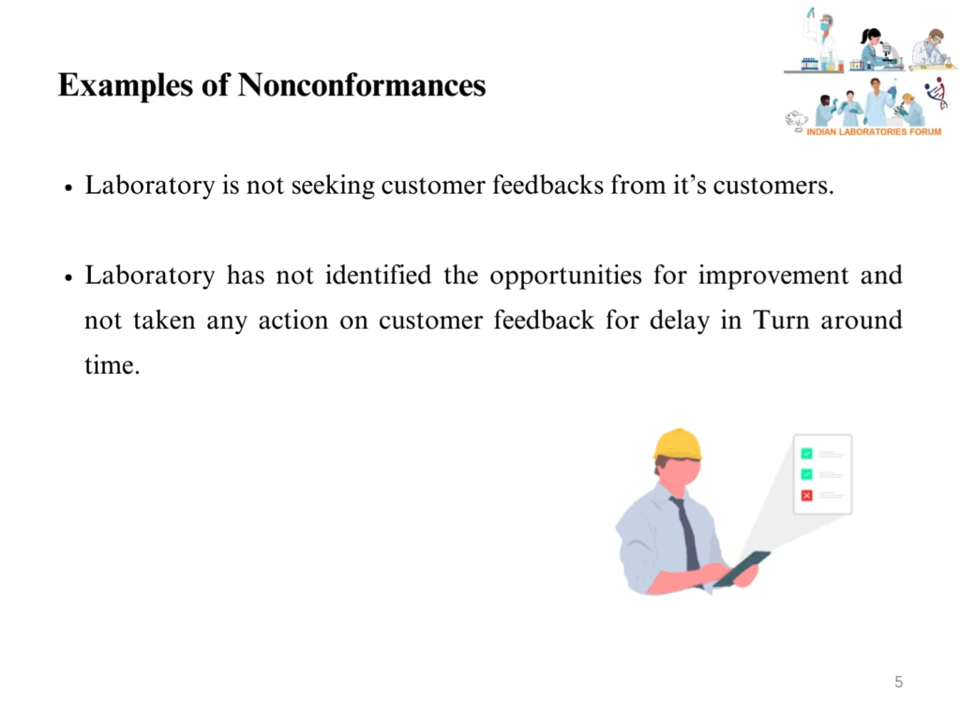 INDIAN LABORATORIES FORUM
Examples of Nonconformances
• Laboratory is not seeking customer feedbacks from it’s customers.
• Laboratory has not identified the opportunities for improvement and
not taken any action on customer feedback for delay in Turn around
time.
5